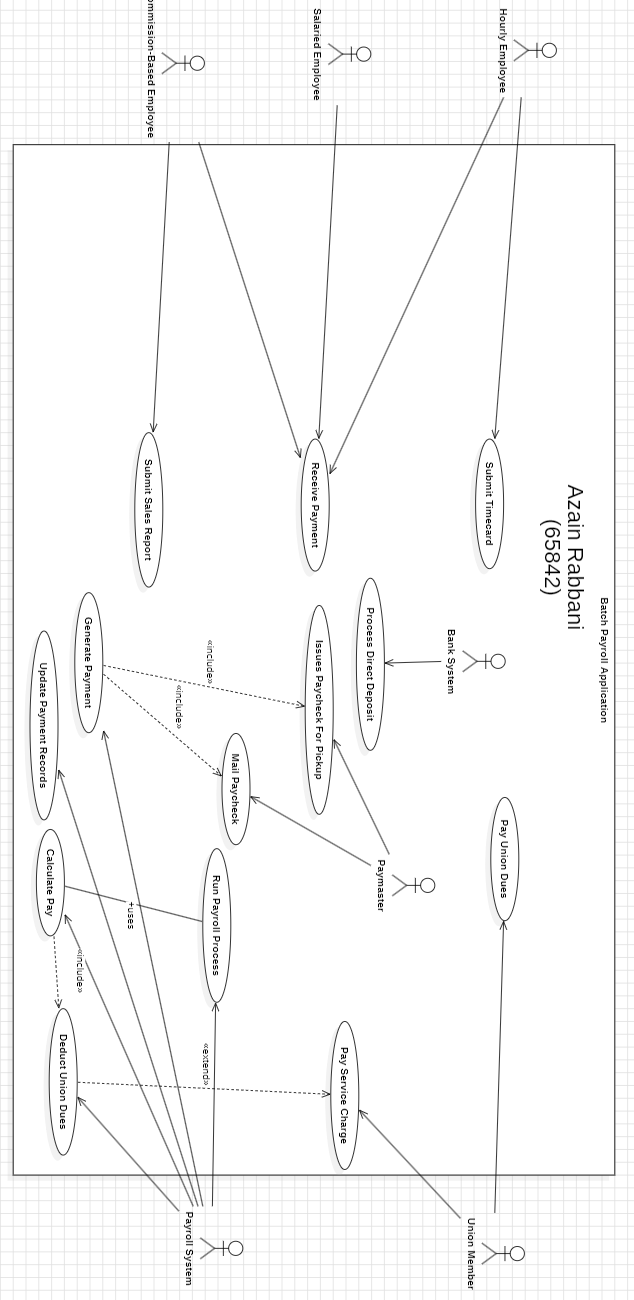 Batch Payroll Application
Azain Rabbani
(65842)
Hourly Employee
Salaried Employee
ommission-Based Employee
Submit Timecard
Receive Payment
Submit Sales Report
Bank System
Process Direct Deposit
Issues Paycheck For Pickup
Generate Payment
Update Payment Records
«include»
«include»
Mail Paycheck
Pay Union Dues
Paymaster
Run Payroll Process
Calculate Pay
+uses
«include»
«extend»
Pay Service Charge
Deduct Union Dues
Payroll System
Union Member